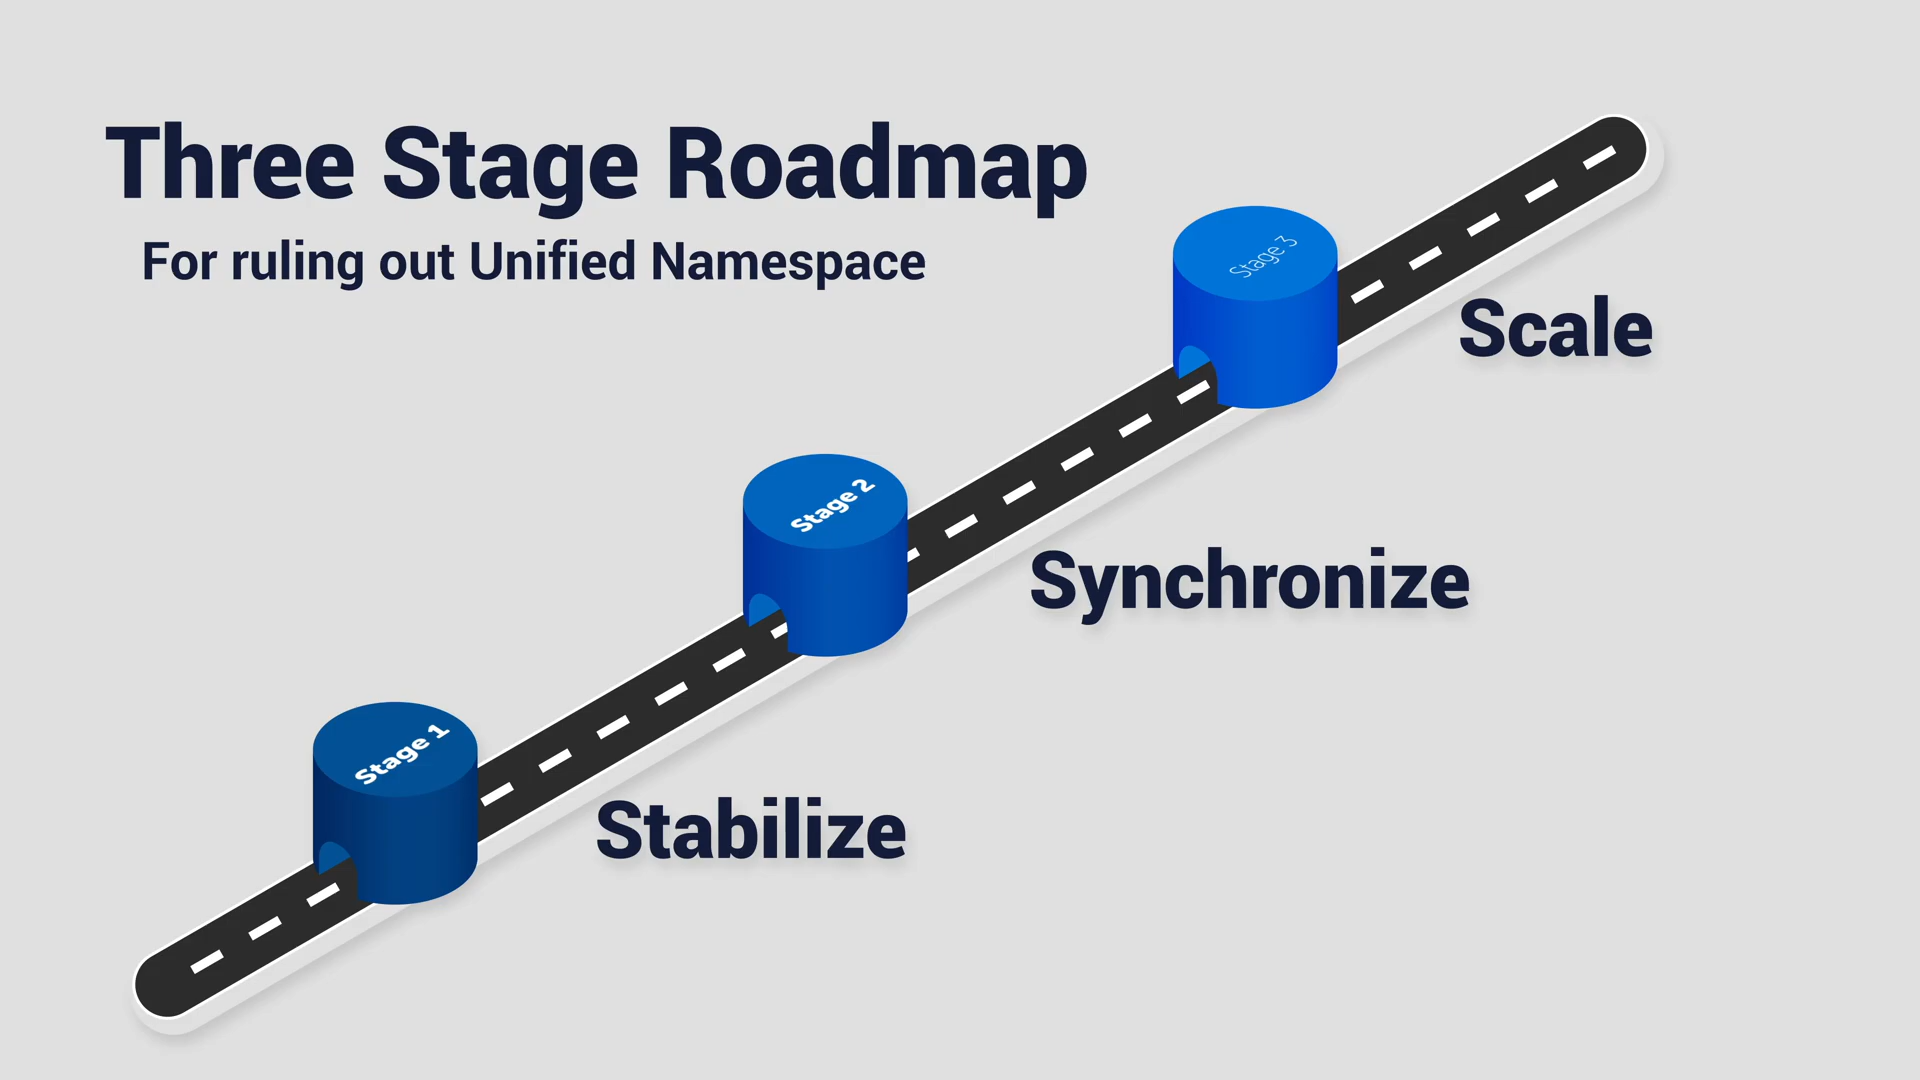 Three Stage Roadmap
For ruling out Unified Namespace
Stage 3
Scale
Stage 2
Synchronize
Stage 1
Stabilize